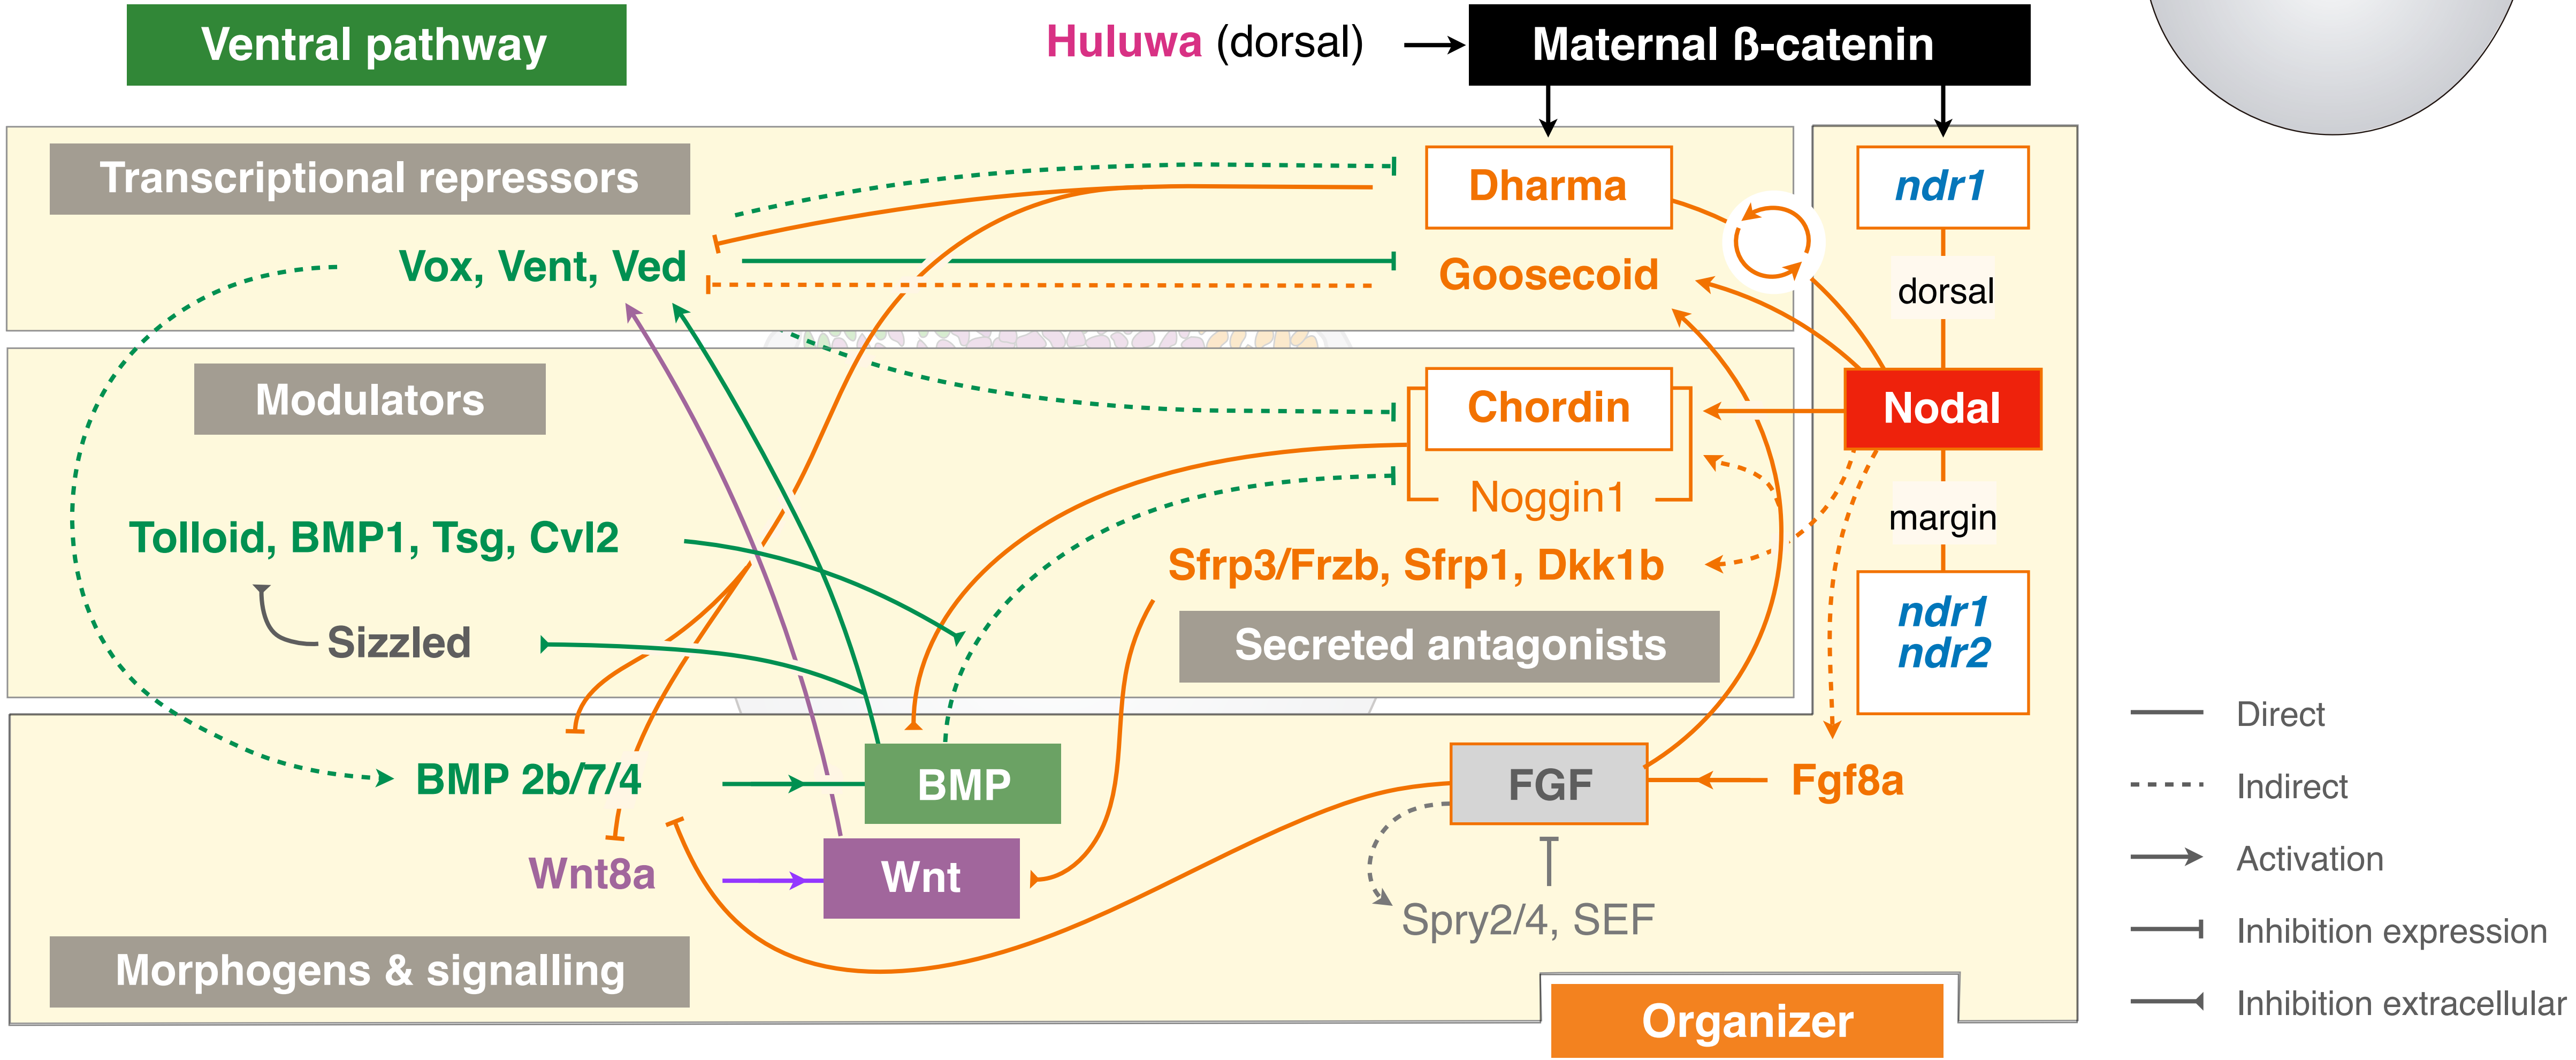 Ventral pathway
Huluwa (dorsal)
Maternal ß-catenin
Transcriptional repressors
Dharma
ndr1
Vox, Vent, Ved
Goosecoid
dorsal
Modulators
Chordin
Nodal
Noggin1
margin
Tolloid, BMP1, Tsg, Cvl2
Sfrp3/Frzb, Sfrp1, Dkk1b
ndr1
ndr2
Sizzled
Secreted antagonists
BMP 2b/7/4
BMP
FGF
Fgf8a
Wnt8a
Wnt
Spry2/4, SEF
Morphogens & signalling
Organizer
Direct
Indirect
Activation
Inhibition expression
Inhibition extracellular